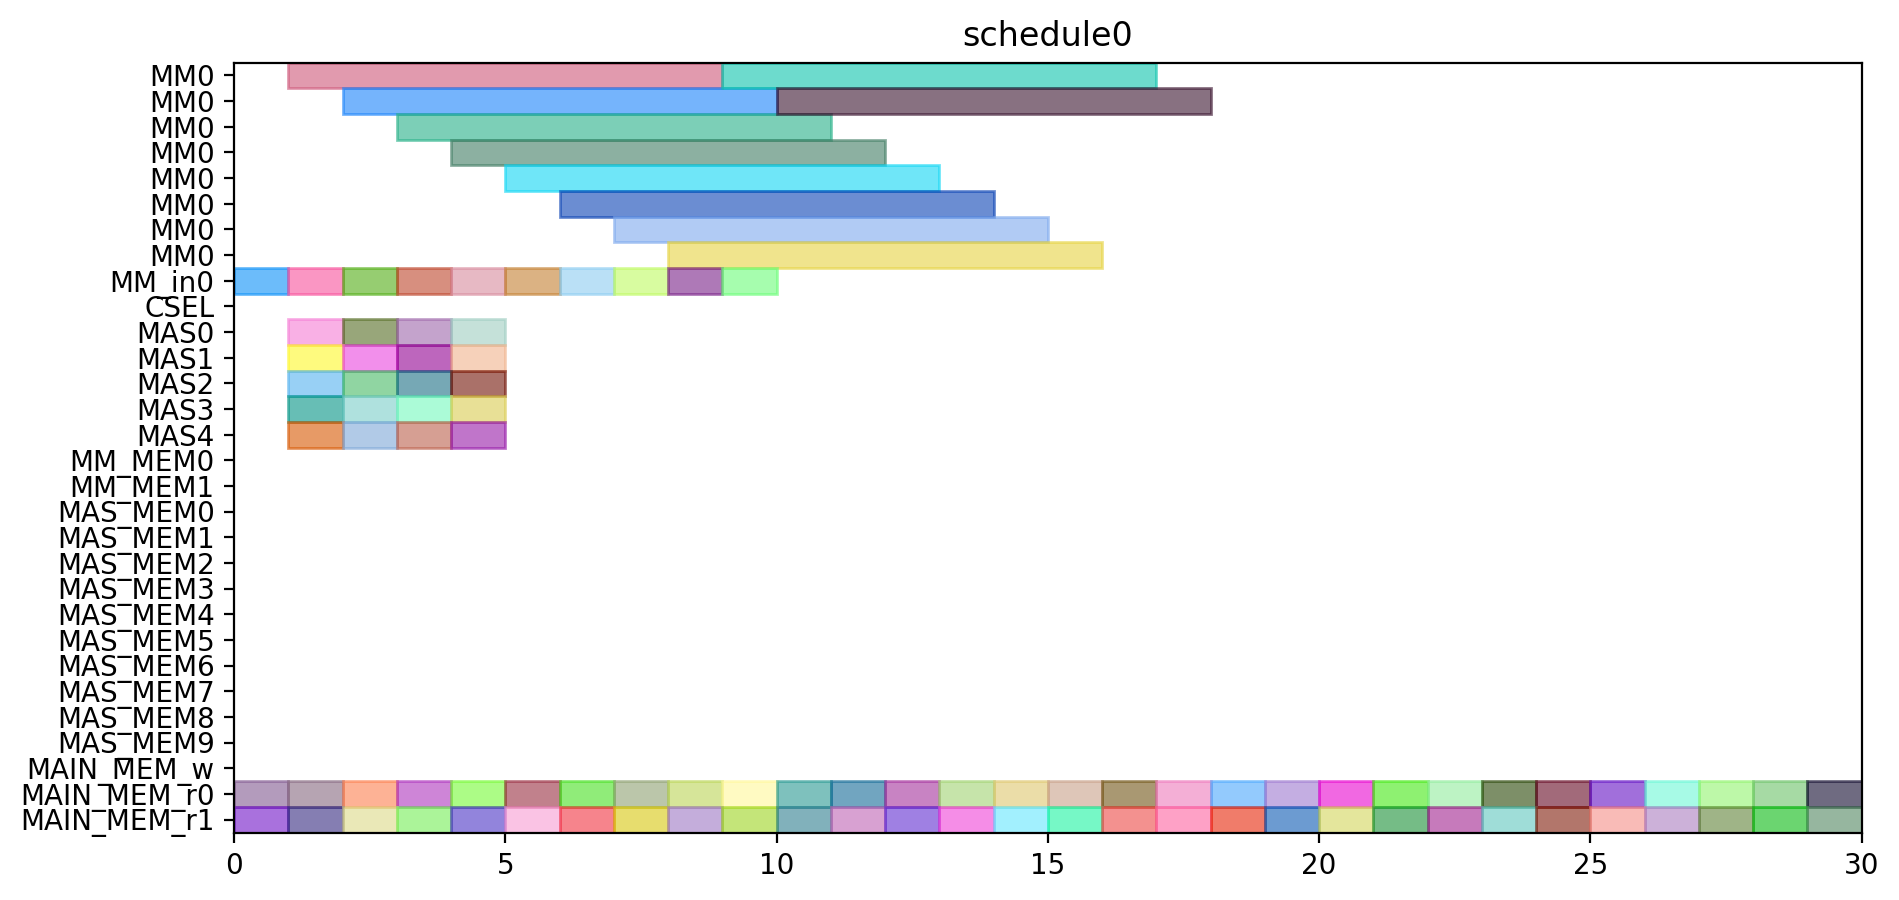 schedule0
MM0
MM0
MM0
MM0
MM0
MM0
MM0
MM0
MM_in0
CSEL
MAS0
MAS1
MAS2
MAS3
MAS4
MM_MEM0
MM_MEM1
MAS_MEM0
MAS_MEM1
MAS_MEM2
MAS_MEM3
MAS_MEM4
MAS_MEM5
MAS_MEM6
MAS_MEM7
MAS_MEM8
MAS_MEM9
MAIN_MEM_w
MAIN_MEM_r0
MAIN_MEM_r1
0 5 10 15 20 25 30